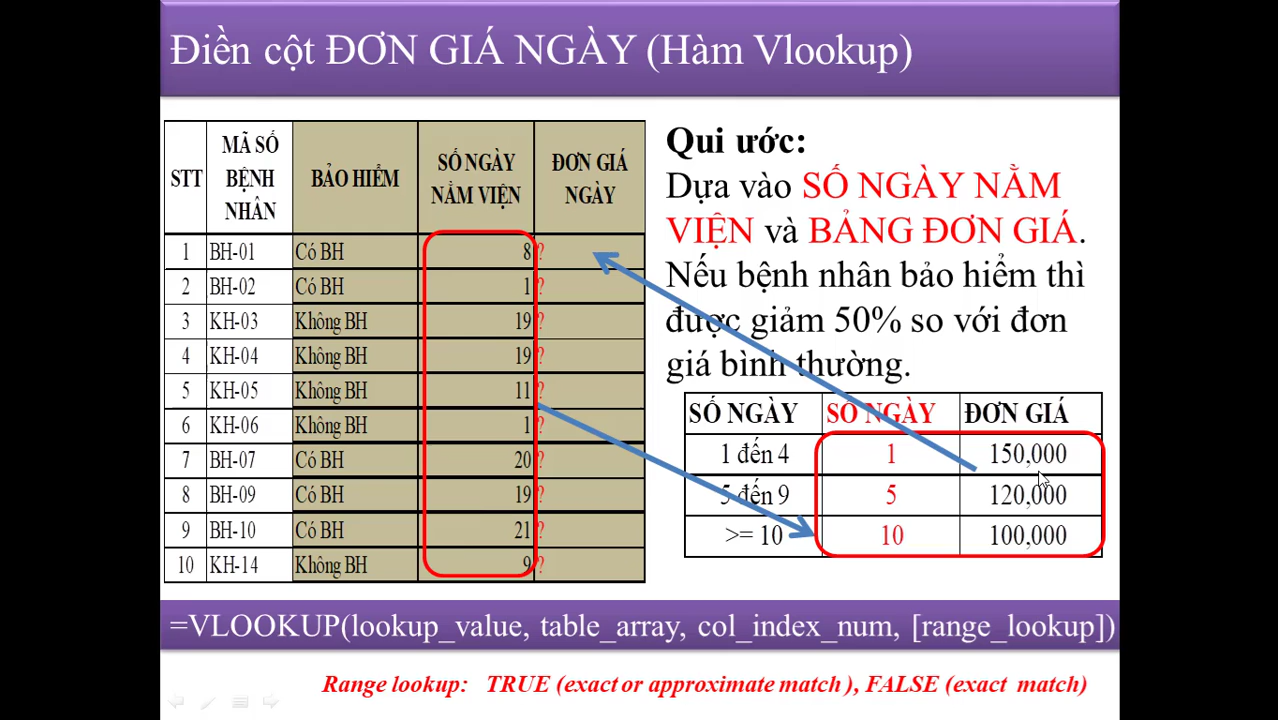 Điền cột ĐƠN GIÁ NGÀY (Hàm Vlookup)
STT MÃ SỐ BỆNH NHÂN BẢO HIỂM SỐ NGÀY NẰM VIỆN ĐƠN GIÁ NGÀY
1 BH-01 Có BH 8 ?
2 BH-02 Có BH 1 ?
3 KH-03 Không BH 19 ?
4 KH-04 Không BH 19 ?
5 KH-05 Không BH 11 ?
6 KH-06 Không BH 1 ?
7 BH-07 Có BH 20 ?
8 BH-09 Có BH 19 ?
9 BH-10 Có BH 21 ?
10 KH-14 Không BH 9 ?
Qui ước:
Dựa vào SỐ NGÀY NẰM
VIỆN và BẢNG ĐƠN GIÁ.
Nếu bệnh nhân bảo hiểm thì
được giảm 50% so với đơn
giá bình thường.
SỐ NGÀY SỐ NGÀY ĐƠN GIÁ
1 đến 4 1 150,000
5 đến 9 5 120,000
>= 10 10 100,000
=VLOOKUP(lookup_value, table_array, col_index_num, [range_lookup])
Range lookup: TRUE (exact or approximate match ), FALSE (exact match)